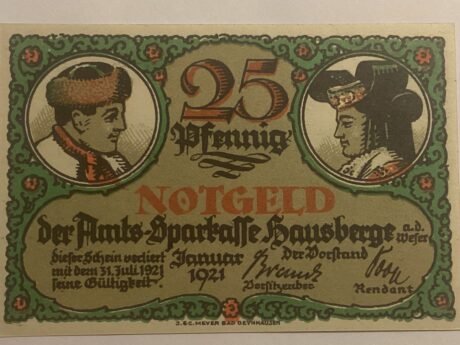 25
Pfennig
NOTGELD
der Amts-Sparkasse Hausberge a.d. Weser
Dieser Schein verliert
mit dem 31. Juli 1921
seine Gültigkeit.
Januar
1921
Der Vorstand
Vorsitzender
Rendant
J. & C. MEYER BAD OEYNHAUSEN